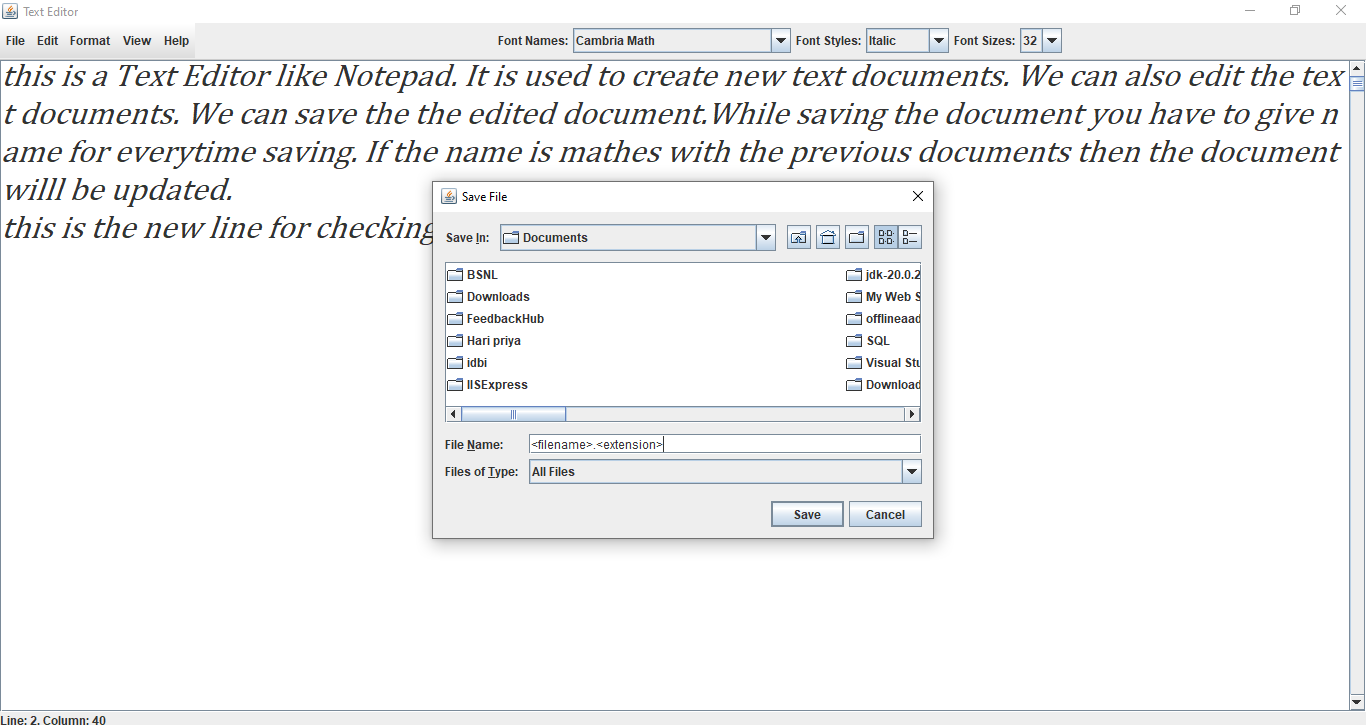 Text Editor
File Edit Format View Help Font Names: Cambria Math Font Styles: Italic Font Sizes: 32
this is a Text Editor like Notepad. It is used to create new text documents. We can also edit the tex
t documents. We can save the the edited document.While saving the document you have to give n
ame for everytime saving. If the name is mathes with the previous documents then the document
willl be updated.
this is the new line for checking
Save File
Save In: Documents
BSNL
Downloads
FeedbackHub
Hari priya
idbi
IISExpress
jdk-20.0.2
My Web S
offlineaad
SQL
Visual Stu
Download
File Name: <filename>.<extension>
Files of Type: All Files
Save Cancel
Line: 2, Column: 40